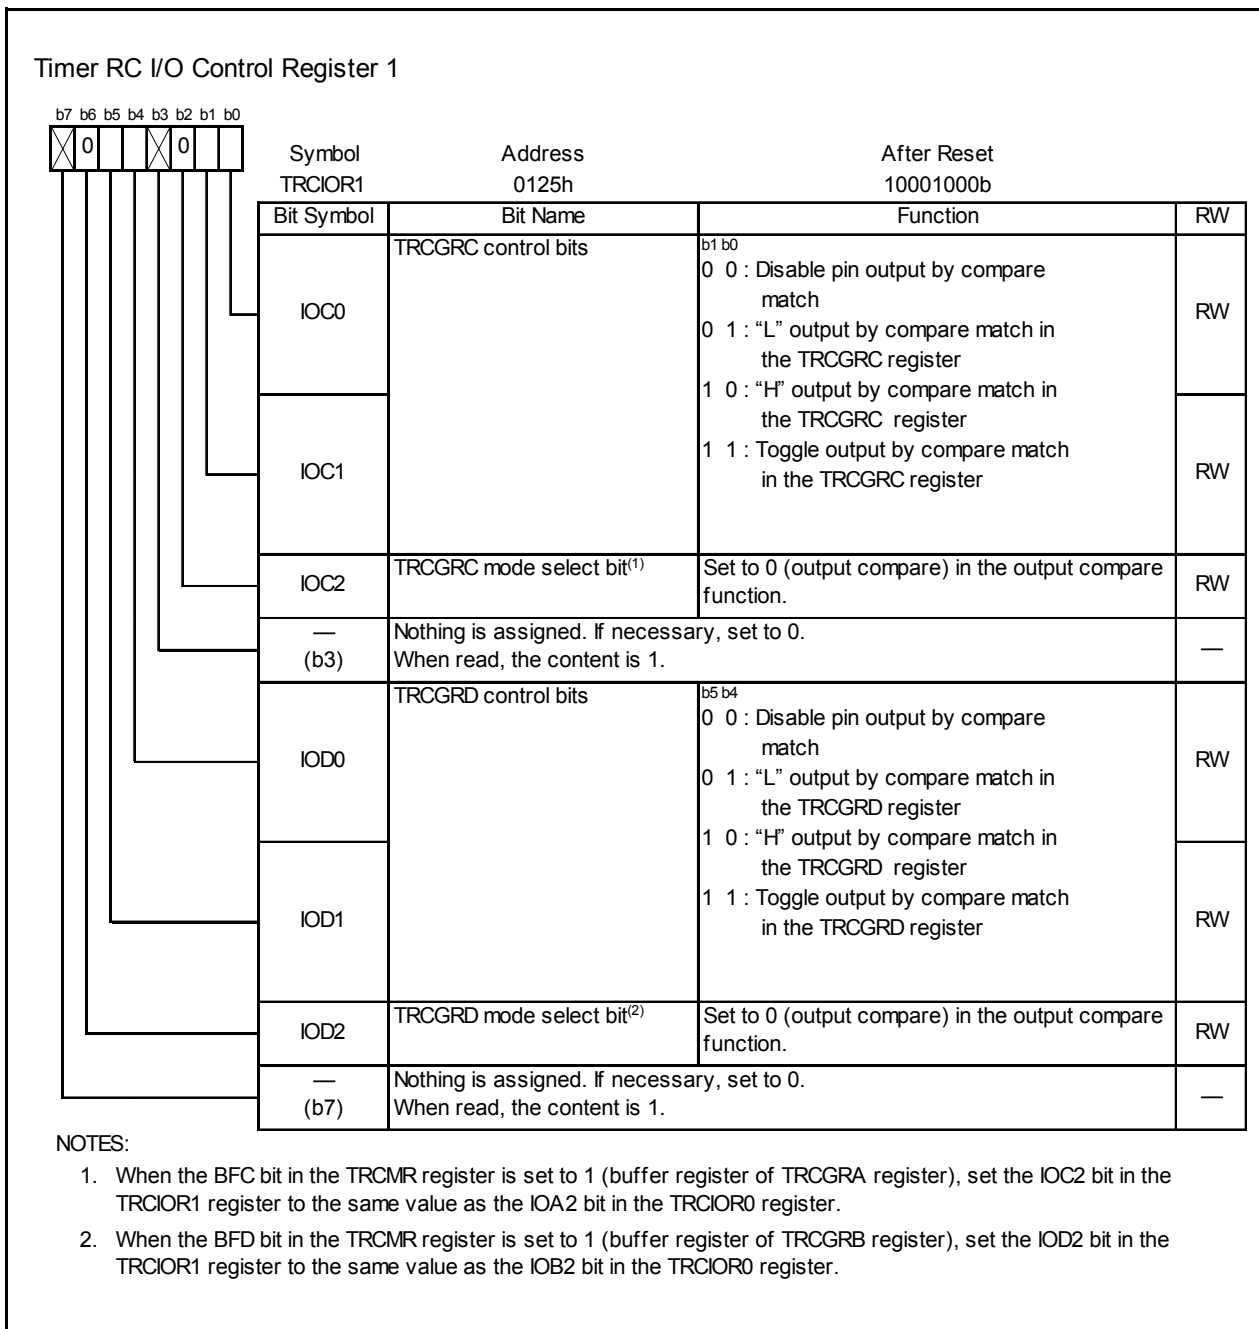 Timer RC I/O Control Register 1
b7 b6 b5 b4 b3 b2 b1 b0
0 0
Symbol Address After Reset
TRCIOR1 0125h 10001000b
Bit Symbol Bit Name Function RW
IOC0 TRCGRC control bits b1 b0
0 0 : Disable pin output by compare
match
0 1 : “L” output by compare match in
the TRCGRC register
1 0 : “H” output by compare match in
the TRCGRC register
1 1 : Toggle output by compare match
in the TRCGRC register
RW
IOC1 RW
IOC2 TRCGRC mode select bit(1) Set to 0 (output compare) in the output compare
function.
RW
—
(b3)
Nothing is assigned. If necessary, set to 0.
When read, the content is 1.
—
IOD0 TRCGRD control bits b5 b4
0 0 : Disable pin output by compare
match
0 1 : “L” output by compare match in
the TRCGRD register
1 0 : “H” output by compare match in
the TRCGRD register
1 1 : Toggle output by compare match
in the TRCGRD register
RW
IOD1 RW
IOD2 TRCGRD mode select bit(2) Set to 0 (output compare) in the output compare
function.
RW
—
(b7)
Nothing is assigned. If necessary, set to 0.
When read, the content is 1.
—
NOTES:
1. When the BFC bit in the TRCMR register is set to 1 (buffer register of TRCGRA register), set the IOC2 bit in the
TRCIOR1 register to the same value as the IOA2 bit in the TRCIOR0 register.
2. When the BFD bit in the TRCMR register is set to 1 (buffer register of TRCGRB register), set the IOD2 bit in the
TRCIOR1 register to the same value as the IOB2 bit in the TRCIOR0 register.